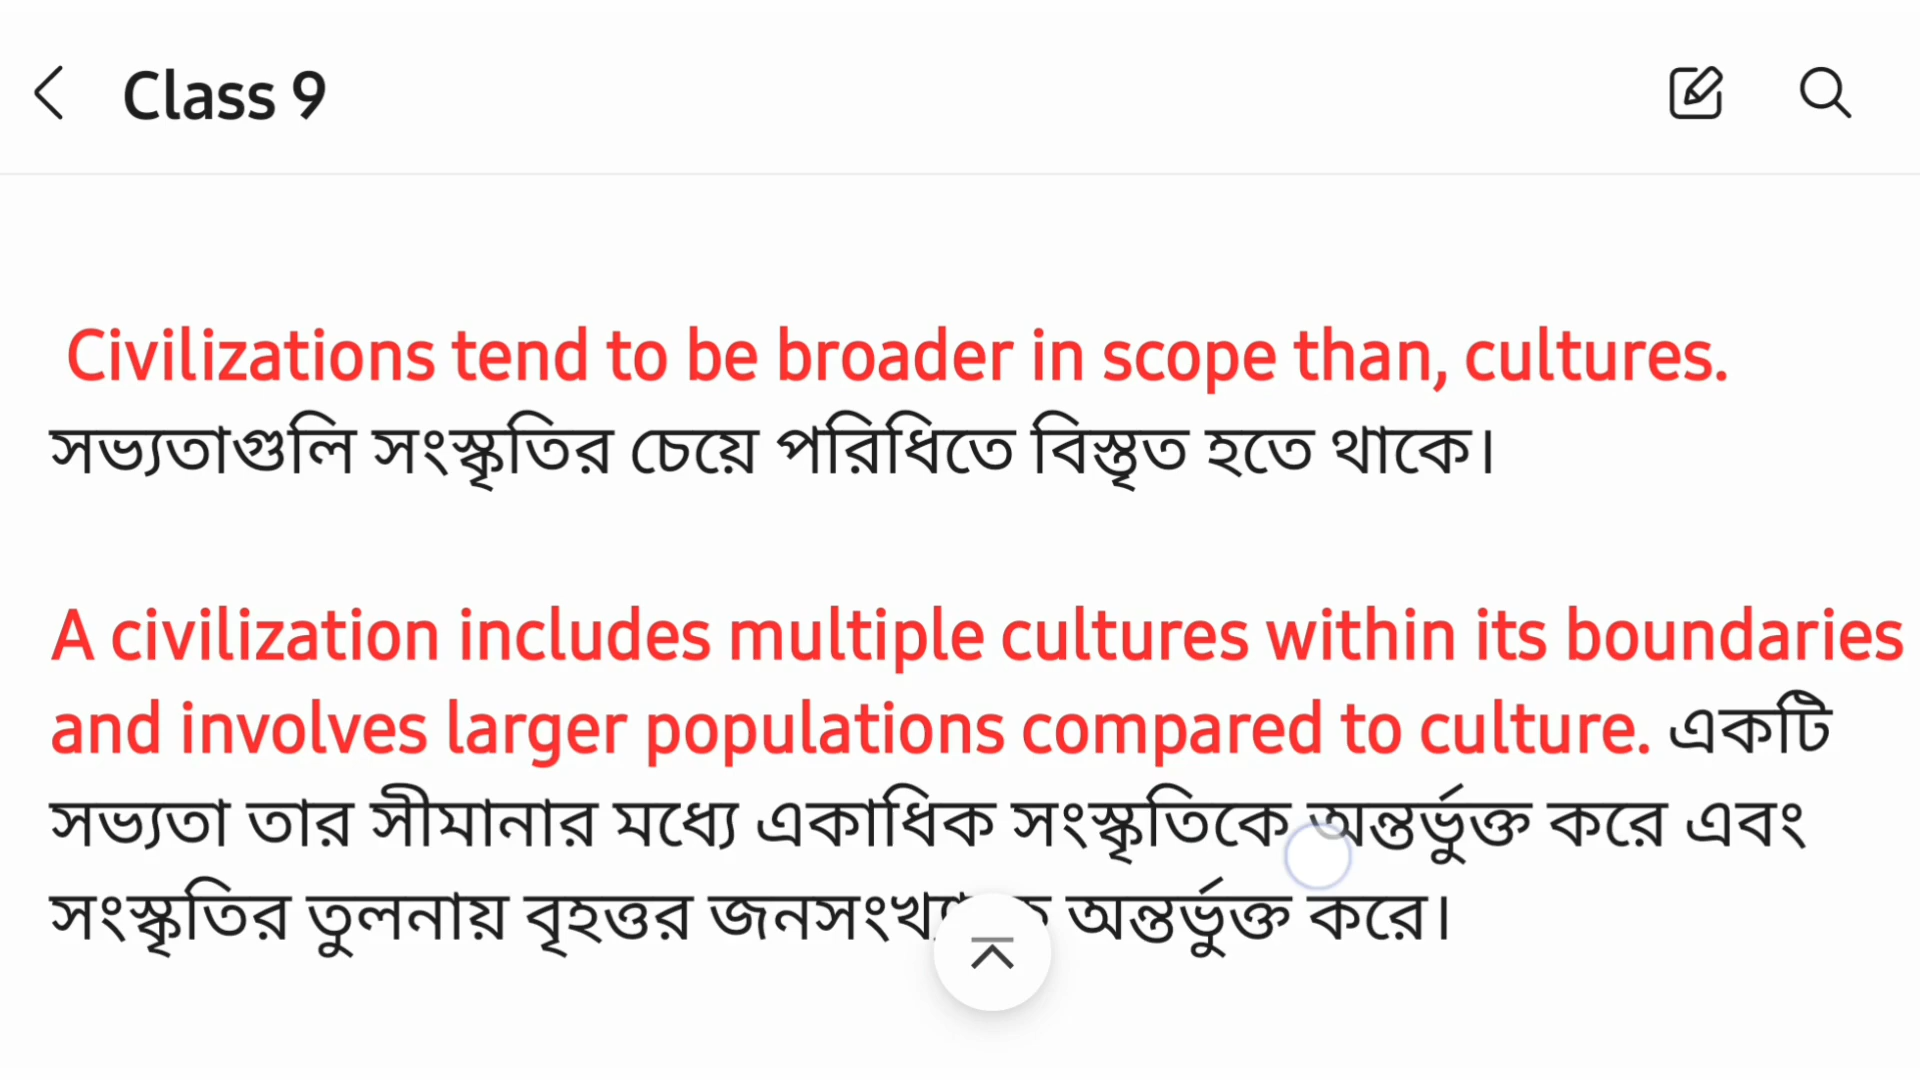 Class 9
Civilizations tend to be broader in scope than, cultures.
সভ্যতাগুলি সংস্কৃতির চেয়ে পরিধিতে বিস্তৃত হতে থাকে।
A civilization includes multiple cultures within its boundaries
and involves larger populations compared to culture. একটি
সভ্যতা তার সীমানার মধ্যে একাধিক সংস্কৃতিকে অন্তর্ভুক্ত করে এবং
সংস্কৃতির তুলনায় বৃহত্তর অন্তর্ভুক্ত করে।